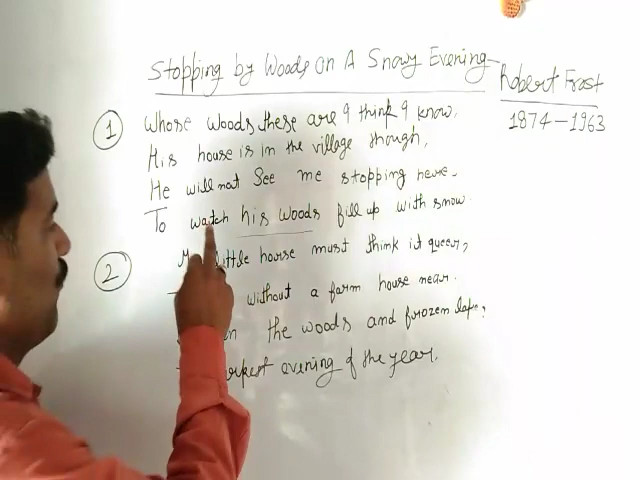 Stopping by Woods on A Snowy Evening-
Robert Frost
1874-1963
1 Whose woods these are I think I know.
His house is in the village though,
He will not See me stopping here-
To watch his woods fill up with snow.
2 little horse must think it queer,
without a farm house near.
the woods and frozen lake,
evening of the year.